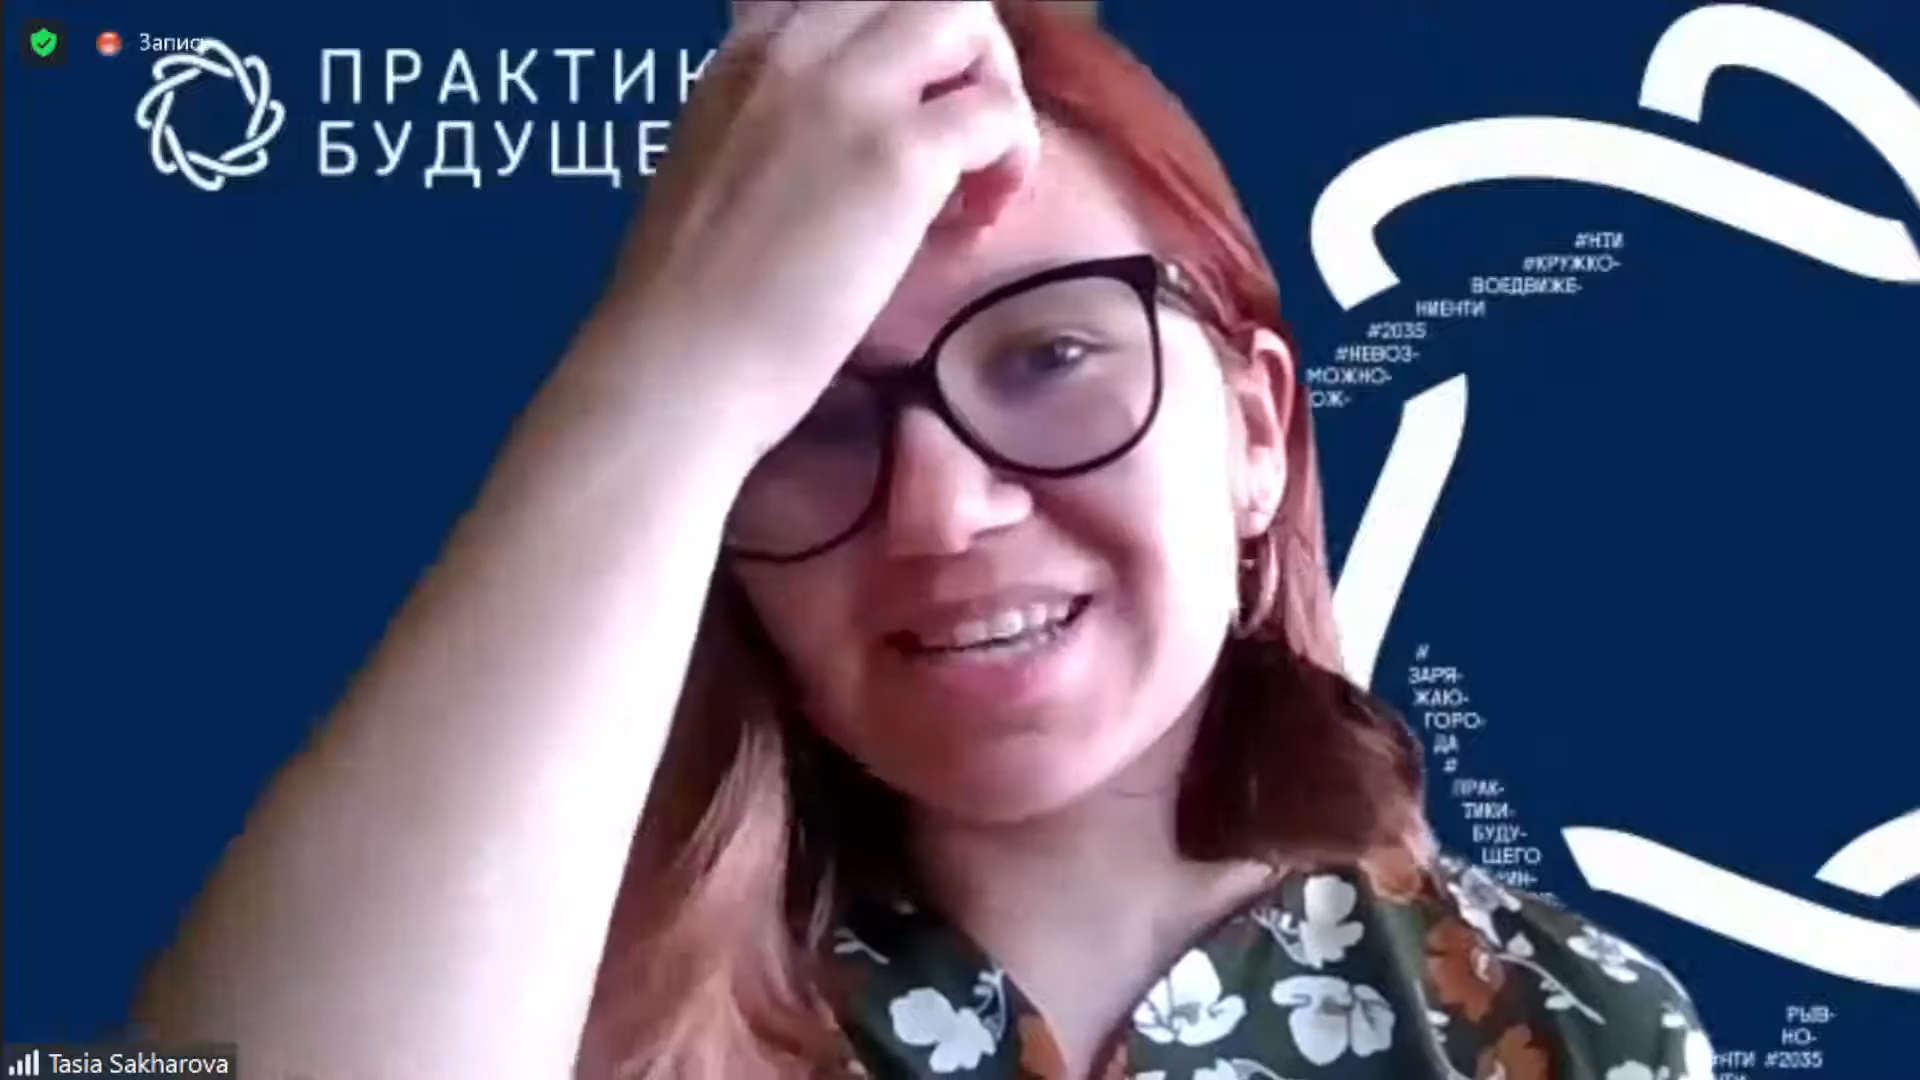 Запись
ПРАКТИК
БУДУЩЕ
#НТИ
#КРУЖКО-
ВОЕДВИЖЕ-
НИЕНТИ
#2035
#НЕВОЗ-
МОЖНО-
ОЖ-
#
ЗАРЯ-
ЖАЮ-
ГОРО-
ДА
#
ПРАК-
ТИКИ-
БУДУ-
ЩЕГО
РЫВ-
НО-
#НТИ #2035
Tasia Sakharova